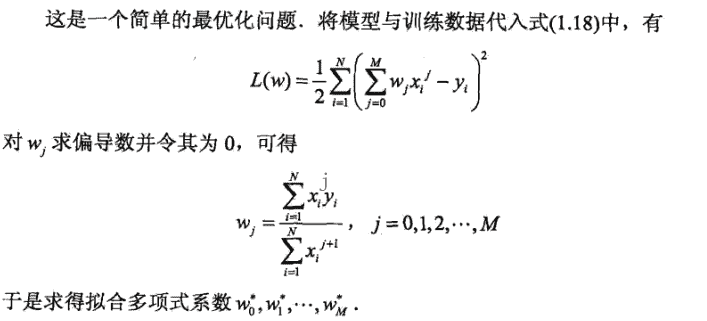 这是一个简单的最优化问题．将模型与训练数据代入式(1.18)中，有
L(w)=\frac{1}{2}\sum_{i=1}^{N}\left(\sum_{j=0}^{M}w_j x_i^j-y_i\right)^2
对 w_j 求偏导数并令其为 0，可得
w_j=\frac{\sum_{i=1}^{N}x_i^j y_i}{\sum_{i=1}^{N}x_i^{j+1}}，j=0,1,2,⋯,M
于是求得拟合多项式系数 w_0^*,w_1^*,⋯,w_M^*．